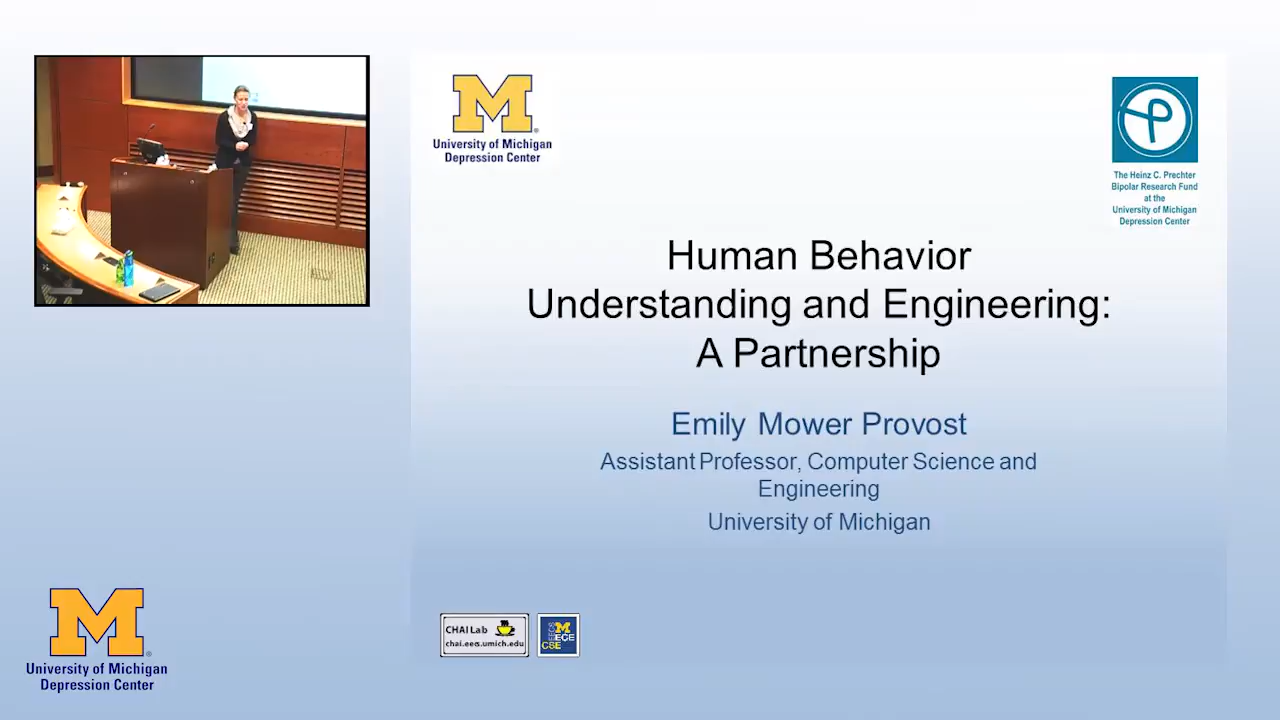 M
University of Michigan
Depression Center
The Heinz C. Prechter
Bipolar Research Fund
at the
University of Michigan
Depression Center
Human Behavior
Understanding and Engineering:
A Partnership
Emily Mower Provost
Assistant Professor, Computer Science and
Engineering
University of Michigan
CHAI Lab
chai.eecs.umich.edu
M
EECS
ECE
CSE
M
University of Michigan
Depression Center